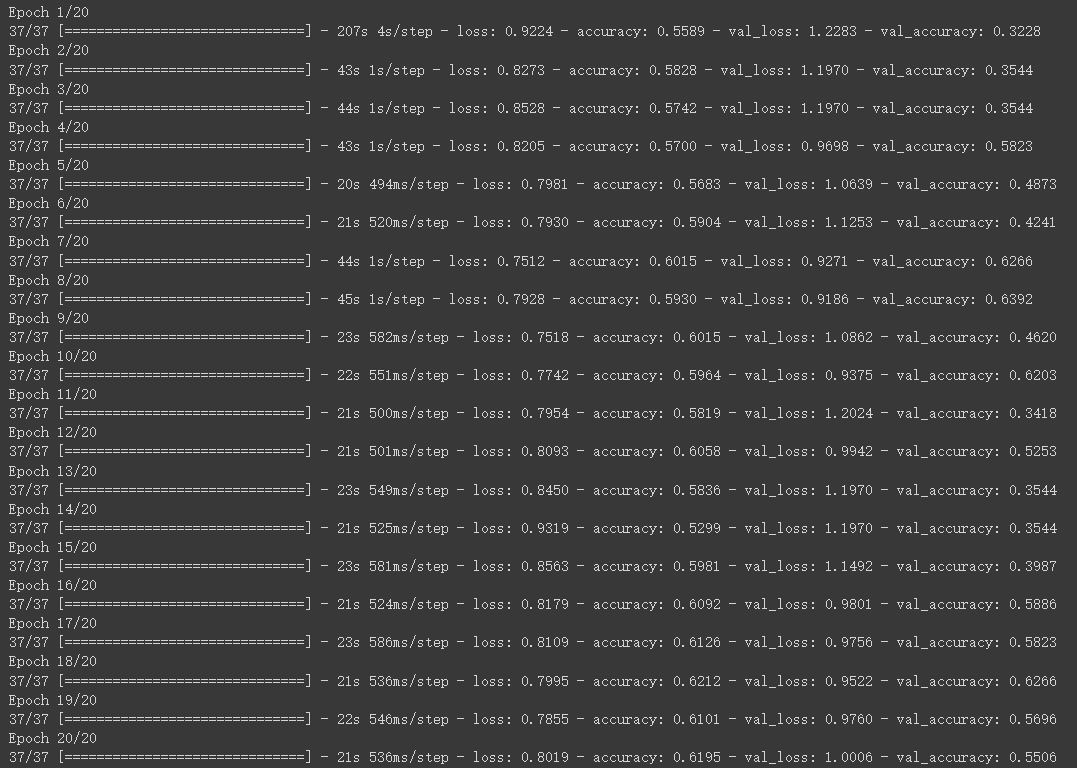 Epoch 1/20
37/37 [==============================] - 207s 4s/step - loss: 0.9224 - accuracy: 0.5589 - val_loss: 1.2283 - val_accuracy: 0.3228
Epoch 2/20
37/37 [==============================] - 43s 1s/step - loss: 0.8273 - accuracy: 0.5828 - val_loss: 1.1970 - val_accuracy: 0.3544
Epoch 3/20
37/37 [==============================] - 44s 1s/step - loss: 0.8528 - accuracy: 0.5742 - val_loss: 1.1970 - val_accuracy: 0.3544
Epoch 4/20
37/37 [==============================] - 43s 1s/step - loss: 0.8205 - accuracy: 0.5700 - val_loss: 0.9698 - val_accuracy: 0.5823
Epoch 5/20
37/37 [==============================] - 20s 494ms/step - loss: 0.7981 - accuracy: 0.5683 - val_loss: 1.0639 - val_accuracy: 0.4873
Epoch 6/20
37/37 [==============================] - 21s 520ms/step - loss: 0.7930 - accuracy: 0.5904 - val_loss: 1.1253 - val_accuracy: 0.4241
Epoch 7/20
37/37 [==============================] - 44s 1s/step - loss: 0.7512 - accuracy: 0.6015 - val_loss: 0.9271 - val_accuracy: 0.6266
Epoch 8/20
37/37 [==============================] - 45s 1s/step - loss: 0.7928 - accuracy: 0.5930 - val_loss: 0.9186 - val_accuracy: 0.6392
Epoch 9/20
37/37 [==============================] - 23s 582ms/step - loss: 0.7518 - accuracy: 0.6015 - val_loss: 1.0862 - val_accuracy: 0.4620
Epoch 10/20
37/37 [==============================] - 22s 551ms/step - loss: 0.7742 - accuracy: 0.5964 - val_loss: 0.9375 - val_accuracy: 0.6203
Epoch 11/20
37/37 [==============================] - 21s 500ms/step - loss: 0.7954 - accuracy: 0.5819 - val_loss: 1.2024 - val_accuracy: 0.3418
Epoch 12/20
37/37 [==============================] - 21s 501ms/step - loss: 0.8093 - accuracy: 0.6058 - val_loss: 0.9942 - val_accuracy: 0.5253
Epoch 13/20
37/37 [==============================] - 23s 549ms/step - loss: 0.8450 - accuracy: 0.5836 - val_loss: 1.1970 - val_accuracy: 0.3544
Epoch 14/20
37/37 [==============================] - 21s 525ms/step - loss: 0.9319 - accuracy: 0.5299 - val_loss: 1.1970 - val_accuracy: 0.3544
Epoch 15/20
37/37 [==============================] - 23s 581ms/step - loss: 0.8563 - accuracy: 0.5981 - val_loss: 1.1492 - val_accuracy: 0.3987
Epoch 16/20
37/37 [==============================] - 21s 524ms/step - loss: 0.8179 - accuracy: 0.6092 - val_loss: 0.9801 - val_accuracy: 0.5886
Epoch 17/20
37/37 [==============================] - 23s 586ms/step - loss: 0.8109 - accuracy: 0.6126 - val_loss: 0.9756 - val_accuracy: 0.5823
Epoch 18/20
37/37 [==============================] - 21s 536ms/step - loss: 0.7995 - accuracy: 0.6212 - val_loss: 0.9522 - val_accuracy: 0.6266
Epoch 19/20
37/37 [==============================] - 22s 546ms/step - loss: 0.7855 - accuracy: 0.6101 - val_loss: 0.9760 - val_accuracy: 0.5696
Epoch 20/20
37/37 [==============================] - 21s 536ms/step - loss: 0.8019 - accuracy: 0.6195 - val_loss: 1.0006 - val_accuracy: 0.5506